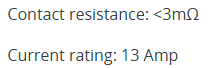 Contact resistance: <3mΩ
Current rating: 13 Amp